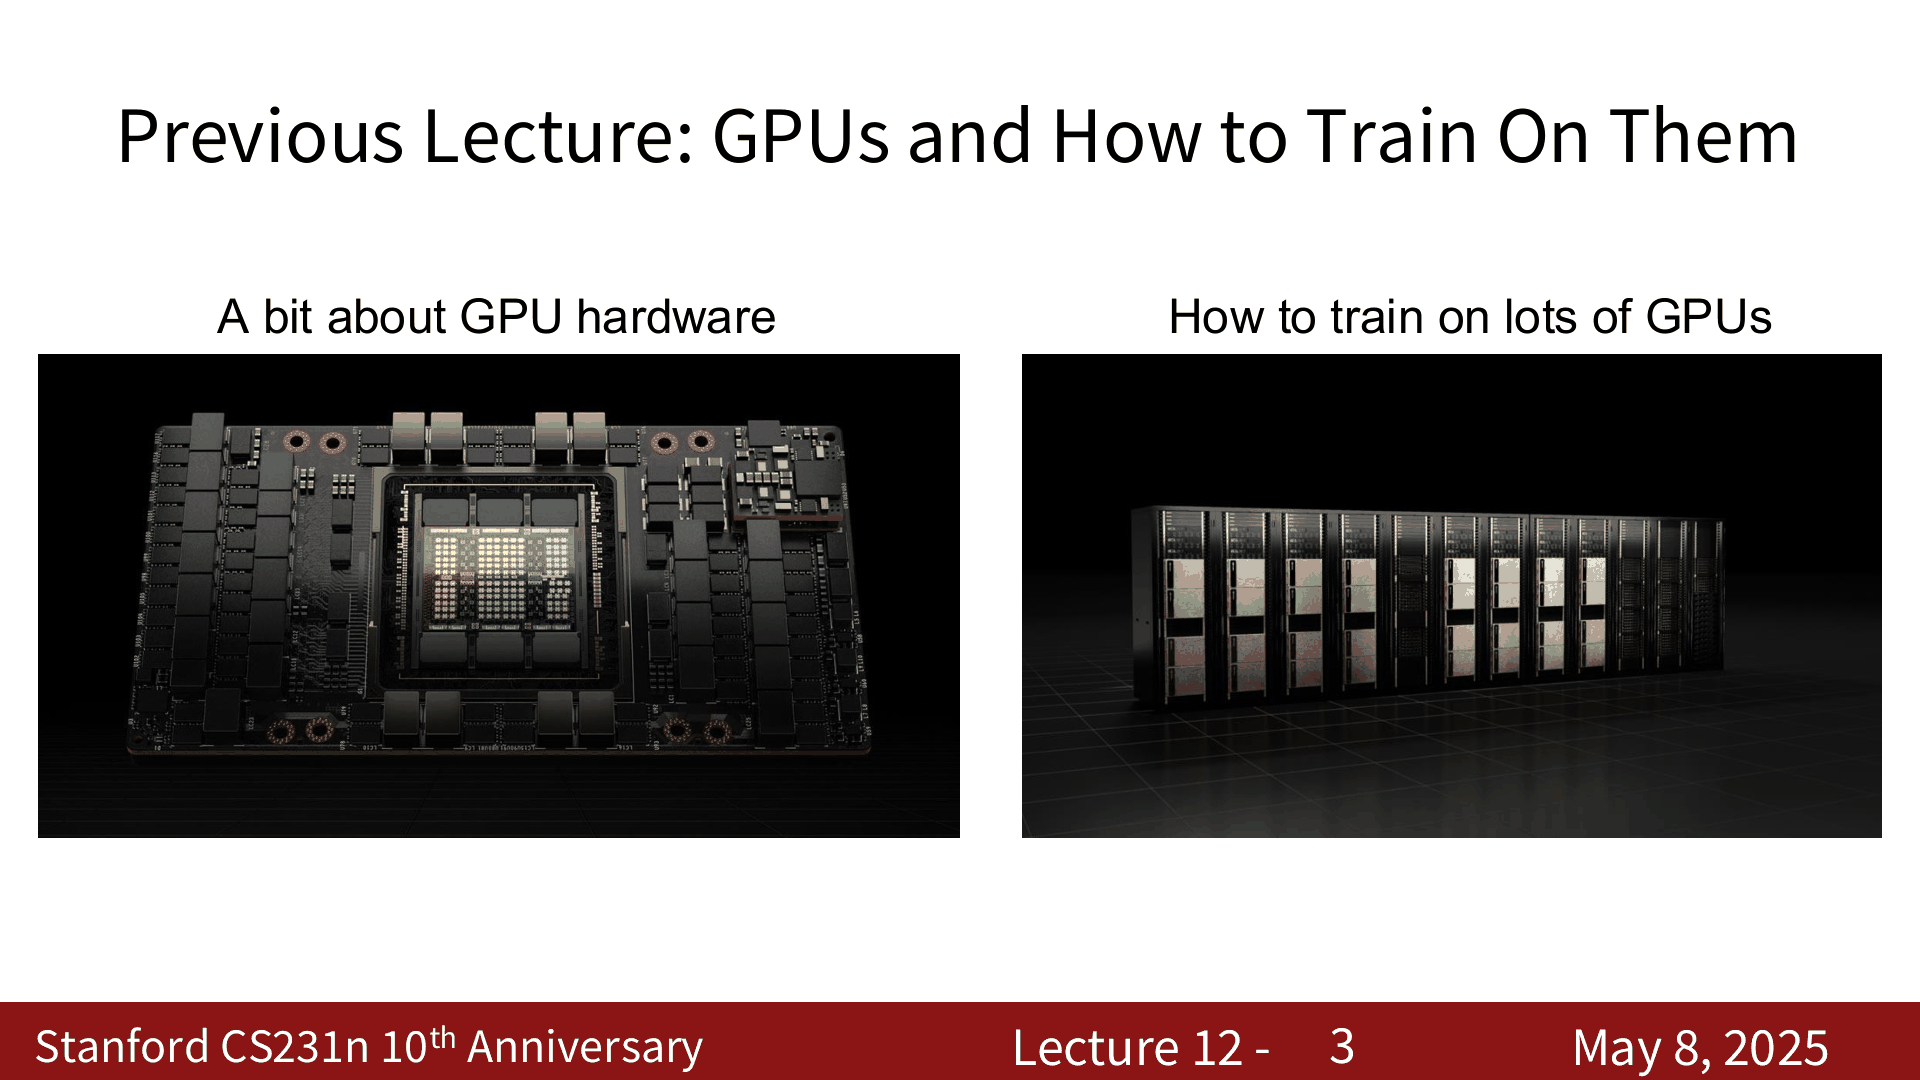 Previous Lecture: GPUs and How to Train On Them
A bit about GPU hardware
How to train on lots of GPUs
Stanford CS231n 10th Anniversary
Lecture 12 - 3
May 8, 2025